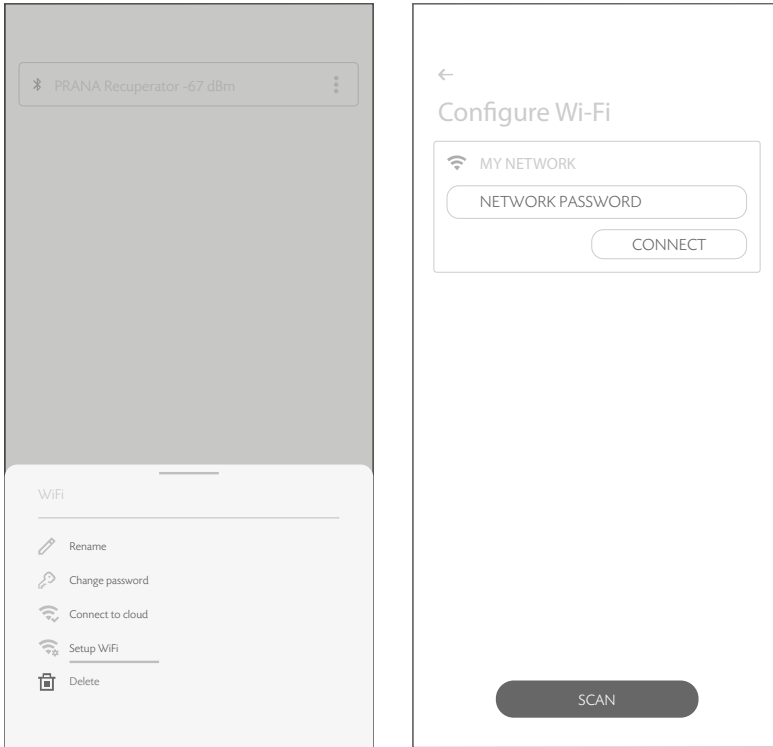 PRANA Recuperator -67 dBm
WiFi
Rename
Change password
Connect to cloud
Setup WiFi
Delete
Configure Wi-Fi
MY NETWORK
NETWORK PASSWORD
CONNECT
SCAN